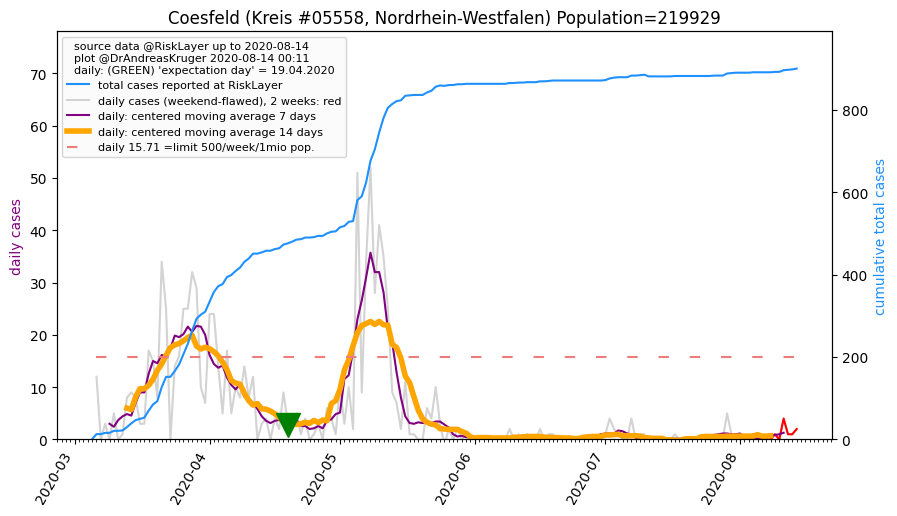 Coesfeld (Kreis #05558, Nordrhein-Westfalen) Population=219929
source data @RiskLayer up to 2020-08-14
plot @DrAndreasKruger 2020-08-14 00:11
daily: (GREEN) 'expectation day' = 19.04.2020
total cases reported at RiskLayer
daily cases (weekend-flawed), 2 weeks: red
daily: centered moving average 7 days
daily: centered moving average 14 days
daily 15.71 =limit 500/week/1mio pop.
daily cases
70
60
50
40
30
20
10
0
cumulative total cases
800
600
400
200
0
2020-03
2020-04
2020-05
2020-06
2020-07
2020-08